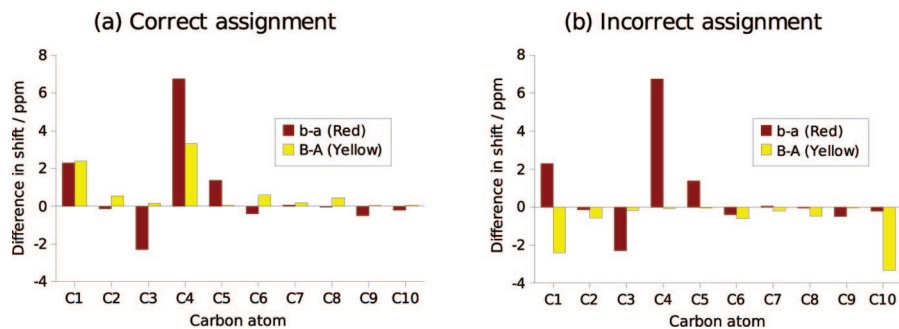 (a) Correct assignment
Difference in shift / ppm
8
6
4
2
0
-2
-4
b-a (Red)
B-A (Yellow)
C1 C2 C3 C4 C5 C6 C7 C8 C9 C10
Carbon atom
(b) Incorrect assignment
Difference in shift / ppm
8
6
4
2
0
-2
-4
b-a (Red)
B-A (Yellow)
C1 C2 C3 C4 C5 C6 C7 C8 C9 C10
Carbon atom